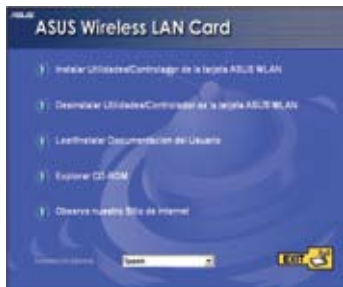 ASUS
ASUS Wireless LAN Card
Instalar Utilidades/Controlador de la tarjeta ASUS WLAN
Desinstalar Utilidades/Controlador de la tarjeta ASUS WLAN
Leer/Instalar Documentación del Usuario
Explorar CD-ROM
Observe nuestro Sitio de Internet
Spanish
EXIT